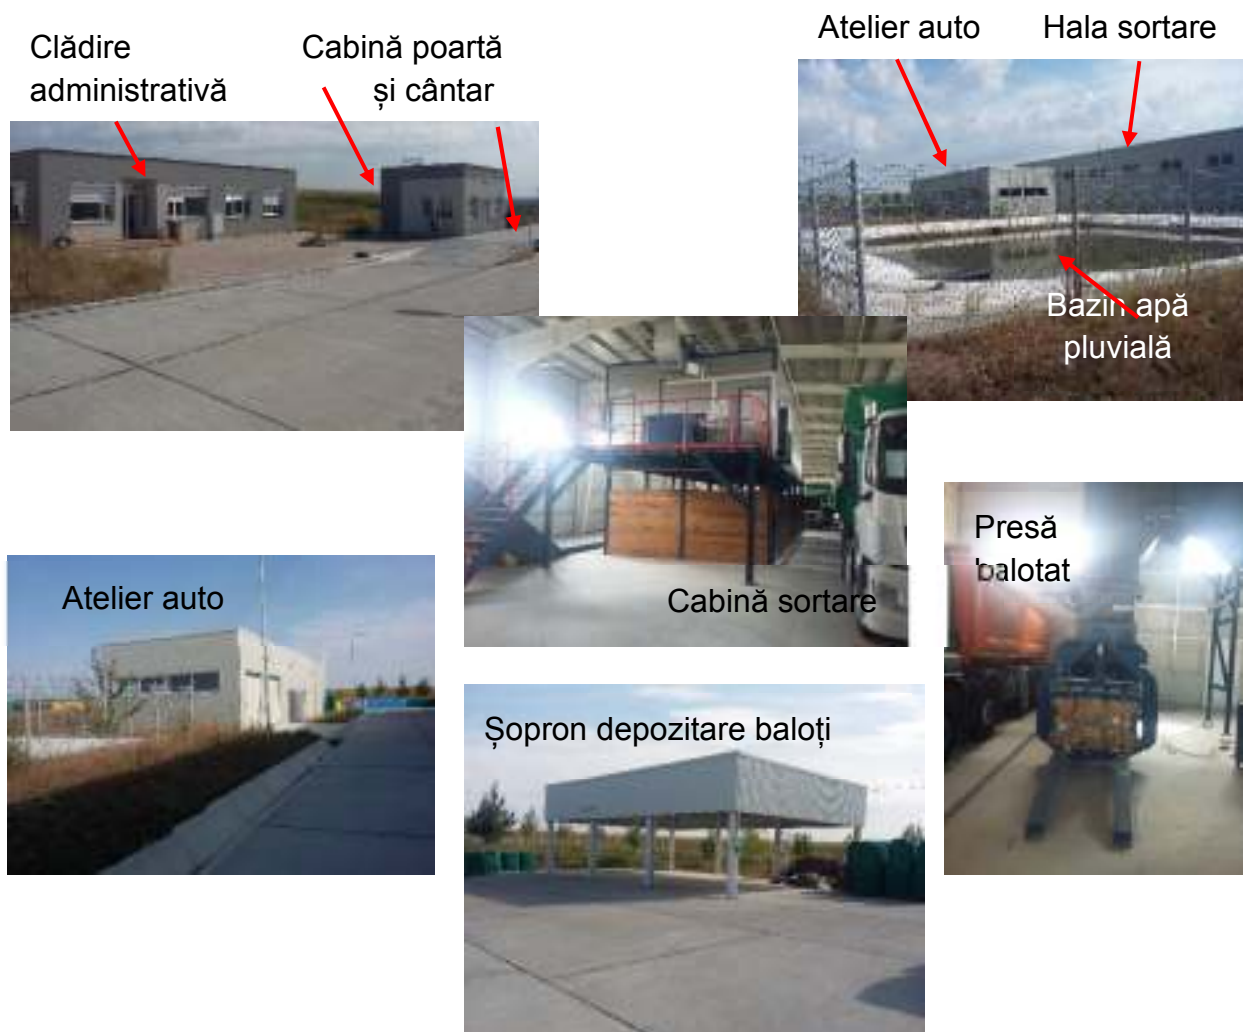 Clădire
administrativă
Cabină poartă
și cântar
Atelier auto
Hala sortare
Bazin apă
pluvială
Cabină sortare
Presă
balotat
Atelier auto
Șopron depozitare baloți